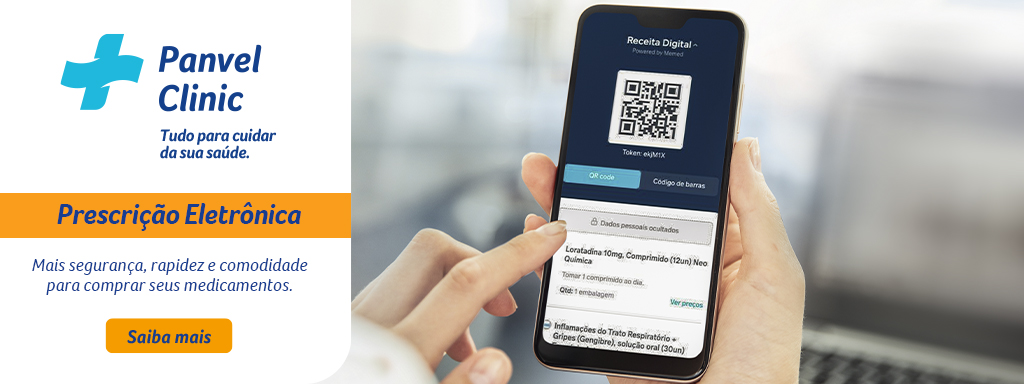 Panvel
Clinic
Tudo para cuidar
da sua saúde.
Prescrição Eletrônica
Mais segurança, rapidez e comodidade
para comprar seus medicamentos.
Saiba mais
Receita Digital
Powered by Memed
Token: ekjM1X
QR code
Código de barras
Dados pessoais ocultados
Loratadina 10mg, Comprimido (12un) Neo
Química
Tomar 1 comprimido ao dia.
Qtd: 1 embalagem
Ver preços
Inflamações do Trato Respiratório +
Gripes (Gengibre), solução oral (30un)